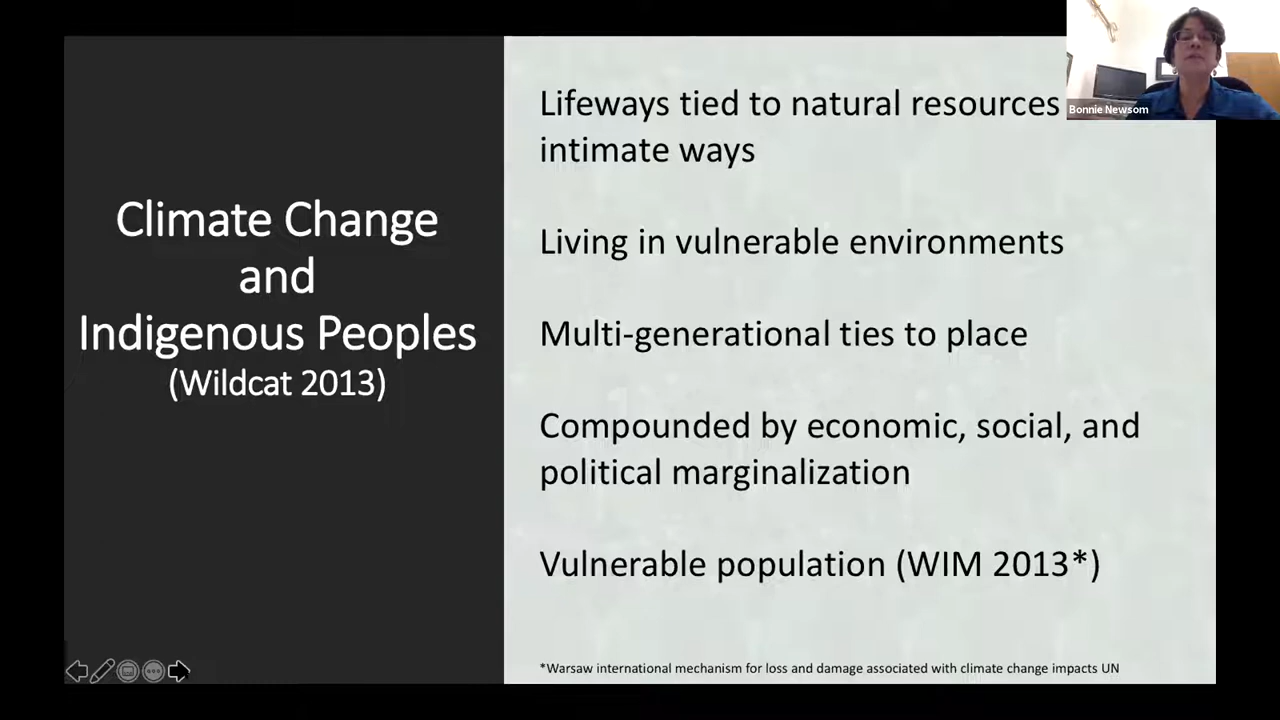 Climate Change
and
Indigenous Peoples
(Wildcat 2013)
Lifeways tied to natural resources
intimate ways
Living in vulnerable environments
Multi-generational ties to place
Compounded by economic, social, and
political marginalization
Vulnerable population (WIM 2013*)
*Warsaw international mechanism for loss and damage associated with climate change impacts UN
Bonnie Newsom